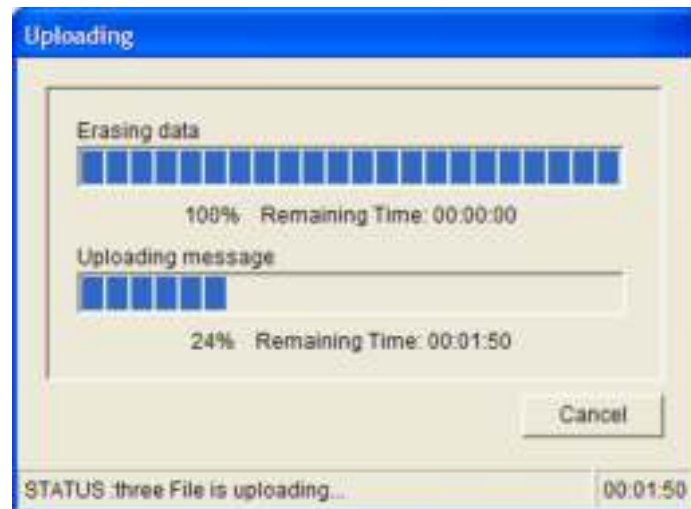 Uploading
Erasing data
100% Remaining Time: 00:00:00
Uploading message
24% Remaining Time: 00:01:50
Cancel
STATUS :three File is uploading... 00:01:50